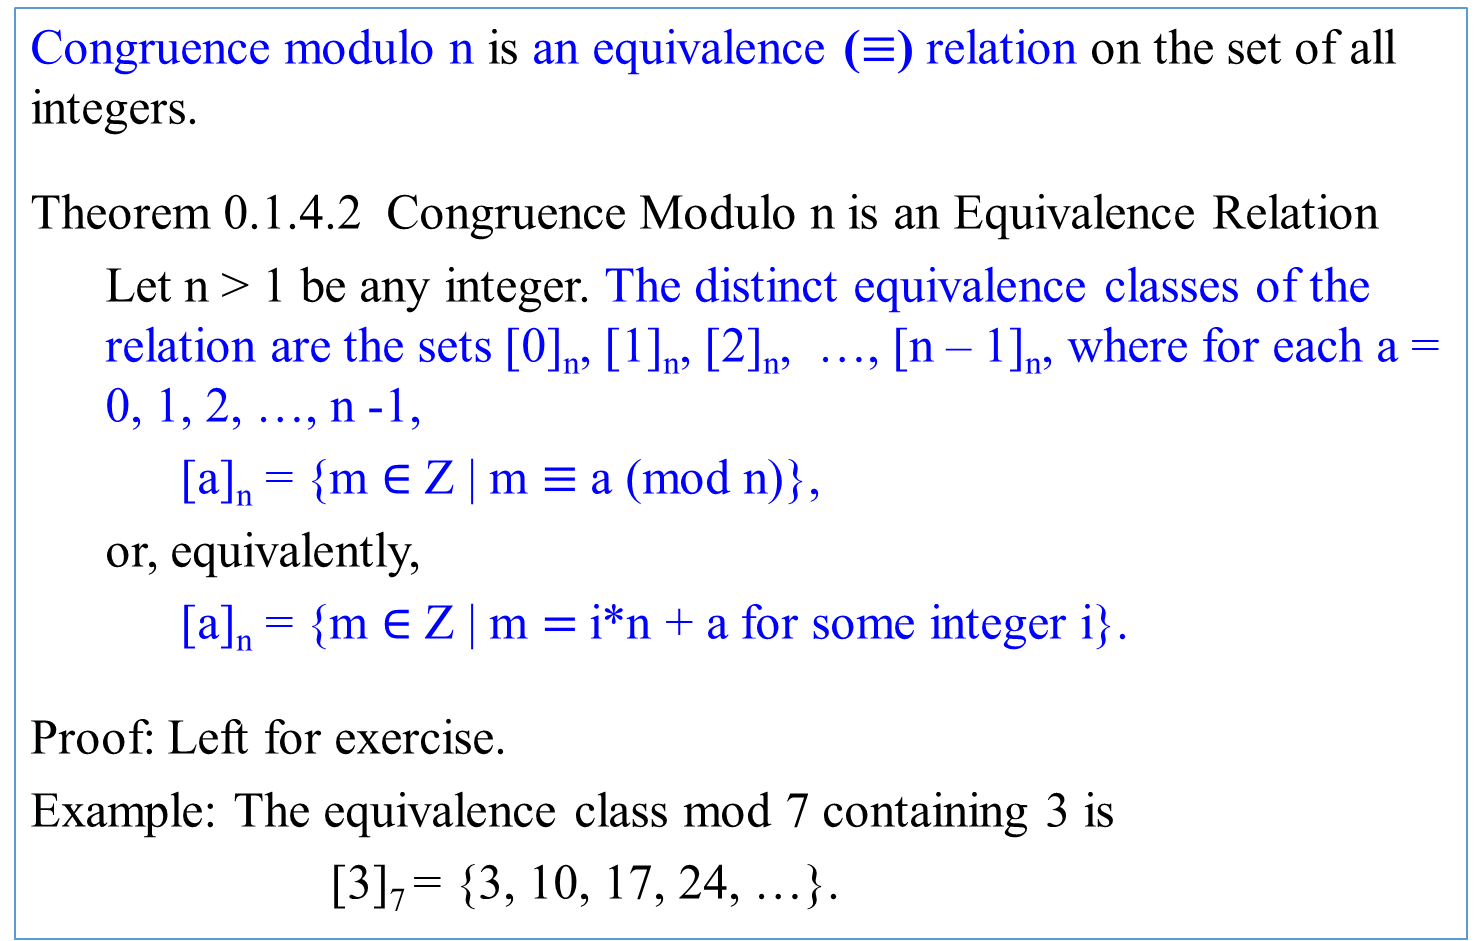 Congruence modulo n is an equivalence (≡) relation on the set of all
integers.
Theorem 0.1.4.2  Congruence Modulo n is an Equivalence Relation
Let n > 1 be any integer. The distinct equivalence classes of the
relation are the sets [0]ₙ, [1]ₙ, [2]ₙ,  …, [n – 1]ₙ, where for each a =
0, 1, 2, …, n -1,
[a]ₙ = {m ∈ Z | m ≡ a (mod n)},
or, equivalently,
[a]ₙ = {m ∈ Z | m = i*n + a for some integer i}.
Proof: Left for exercise.
Example:  The equivalence class mod 7 containing 3 is
[3]₇ = {3, 10, 17, 24, …}.